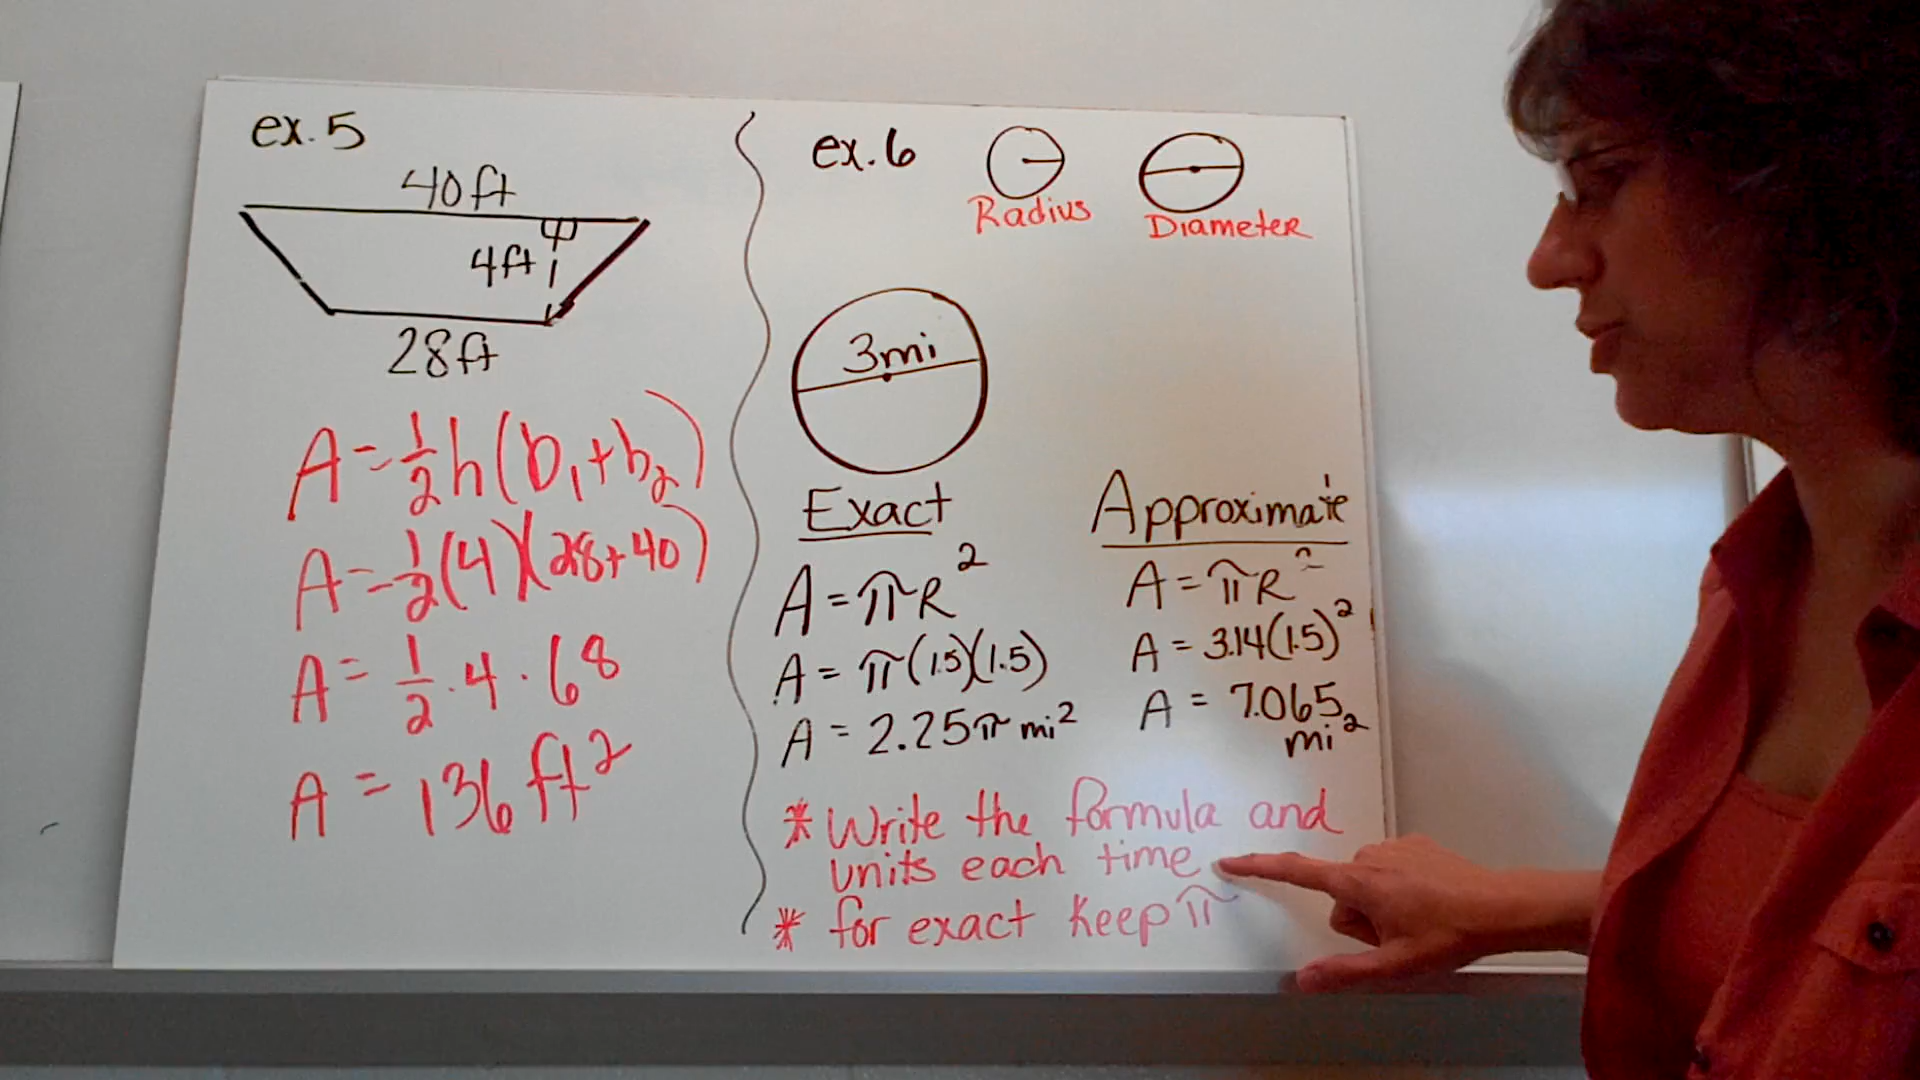 ex. 5
40ft
4ft
28ft
A = 1/2 h (b₁ + b₂)
A = 1/2 (4)(28 + 40)
A = 1/2 · 4 · 68
A = 136 ft²
ex. 6
Radius
Diameter
3mi
Exact
A = πR²
A = π(1.5)(1.5)
A = 2.25π mi²
Approximate
A = πR²
A = 3.14(1.5)²
A = 7.065
mi²
* Write the formula and
units each time
* for exact keep π